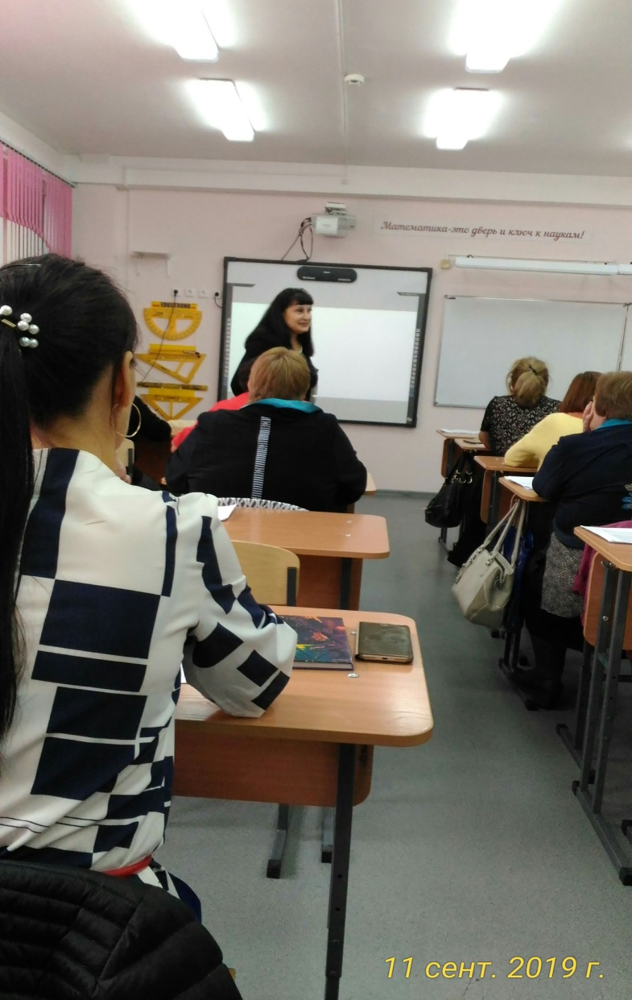 Математика-это дверь и ключ к наукам!
11 сент. 2019 г.